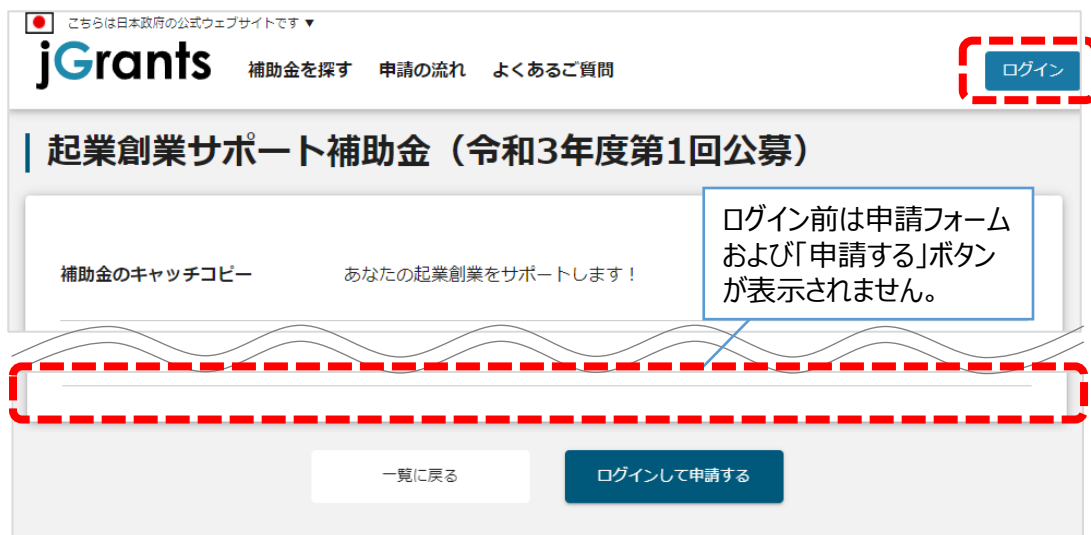 こちらは日本政府の公式ウェブサイトです ▼
jGrants 補助金を探す 申請の流れ よくあるご質問 ログイン
起業創業サポート補助金（令和3年度第1回公募）
ログイン前は申請フォーム
および「申請する」ボタン
が表示されません。
補助金のキャッチコピー あなたの起業創業をサポートします！
一覧に戻る ログインして申請する